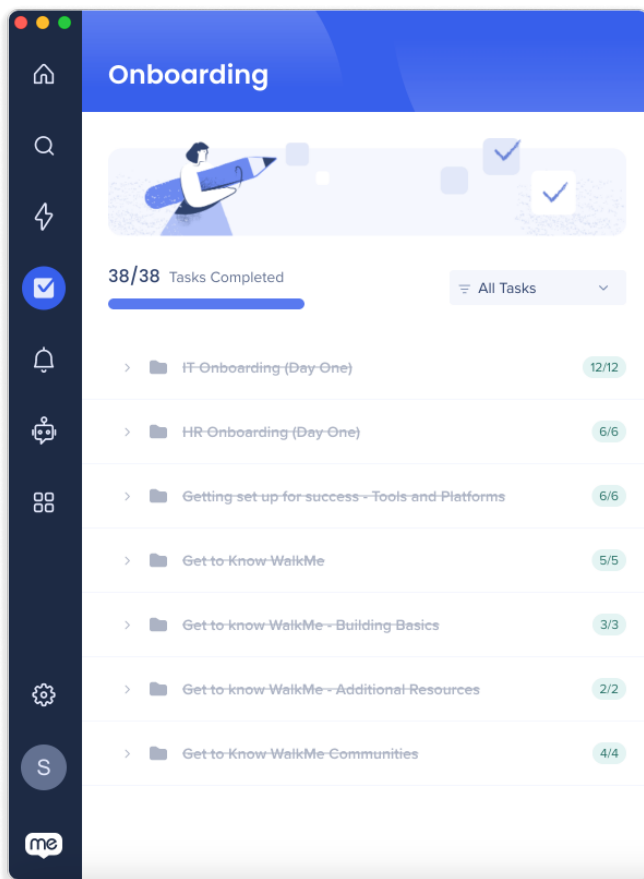 Onboarding
38/38 Tasks Completed
All Tasks
IT Onboarding (Day One) 12/12
HR Onboarding (Day One) 6/6
Getting set up for success - Tools and Platforms 6/6
Get to Know WalkMe 5/5
Get to know WalkMe - Building Basics 3/3
Get to know WalkMe - Additional Resources 2/2
Get to Know WalkMe Communities 4/4
S
me